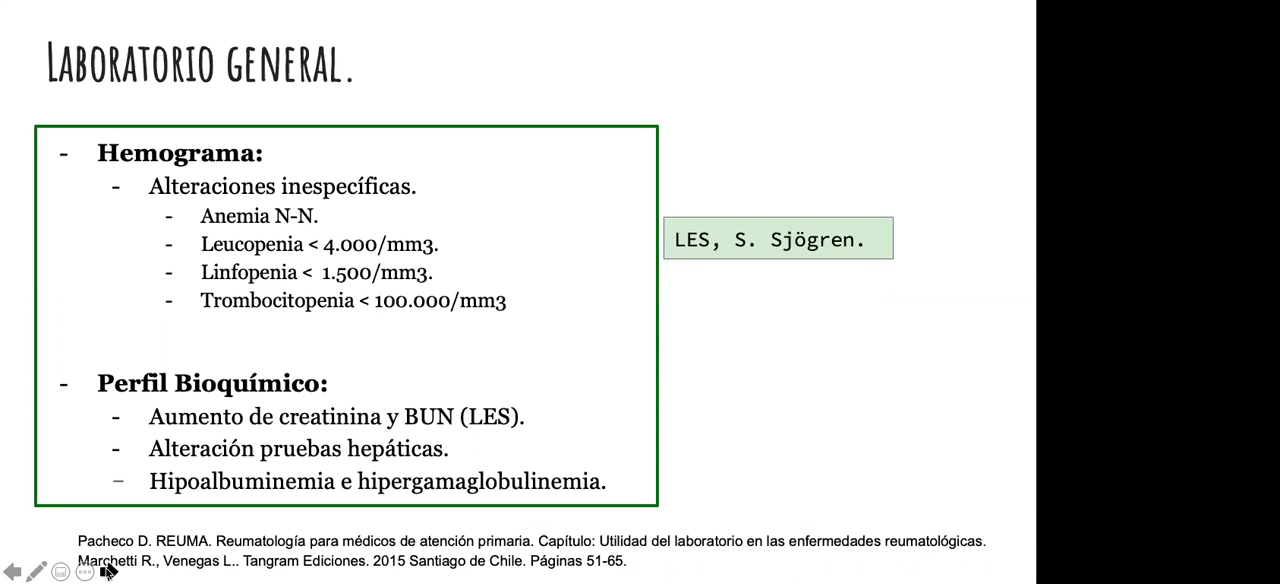 Laboratorio general.
- Hemograma:
- Alteraciones inespecíficas.
- Anemia N-N.
- Leucopenia < 4.000/mm3.
- Linfopenia < 1.500/mm3.
- Trombocitopenia < 100.000/mm3
LES, S. Sjögren.
- Perfil Bioquímico:
- Aumento de creatinina y BUN (LES).
- Alteración pruebas hepáticas.
- Hipoalbuminemia e hipergamaglobulinemia.
Pacheco D. REUMA. Reumatología para médicos de atención primaria. Capítulo: Utilidad del laboratorio en las enfermedades reumatológicas.
Marchetti R., Venegas L.. Tangram Ediciones. 2015 Santiago de Chile. Páginas 51-65.